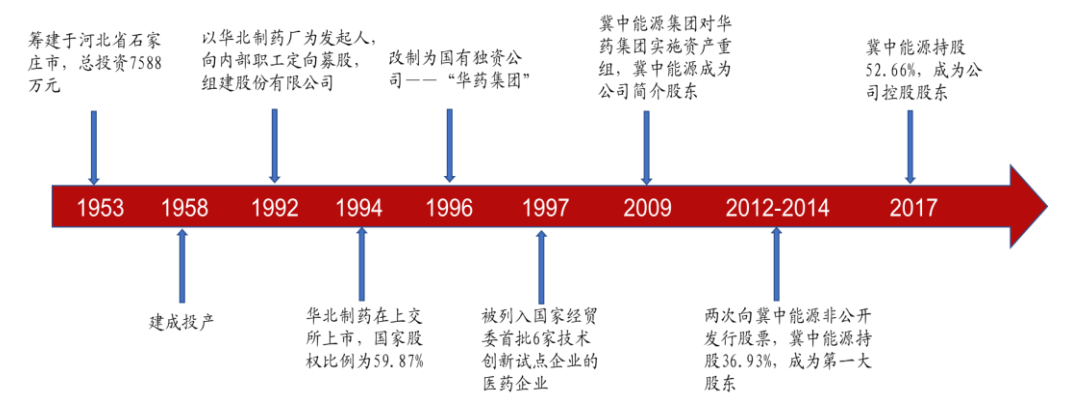 筹建于河北省石家
庄市，总投资7588
万元
以华北制药厂为发起人，
向内部职工定向募股，
组建股份有限公司
改制为国有独资公
司——“华药集团”
冀中能源集团对华
药集团实施资产重
组，冀中能源成为
公司简介股东
冀中能源持股
52.66%，成为公
司控股股东
1953 1958 1992 1994 1996 1997 2009 2012-2014 2017
建成投产
华北制药在上交
所上市，国家股
权比例为59.87%
被列入国家经贸
委首批6家技术
创新试点企业的
医药企业
两次向冀中能源非公开
发行股票，冀中能源持
股36.93%，成为第一大
股东